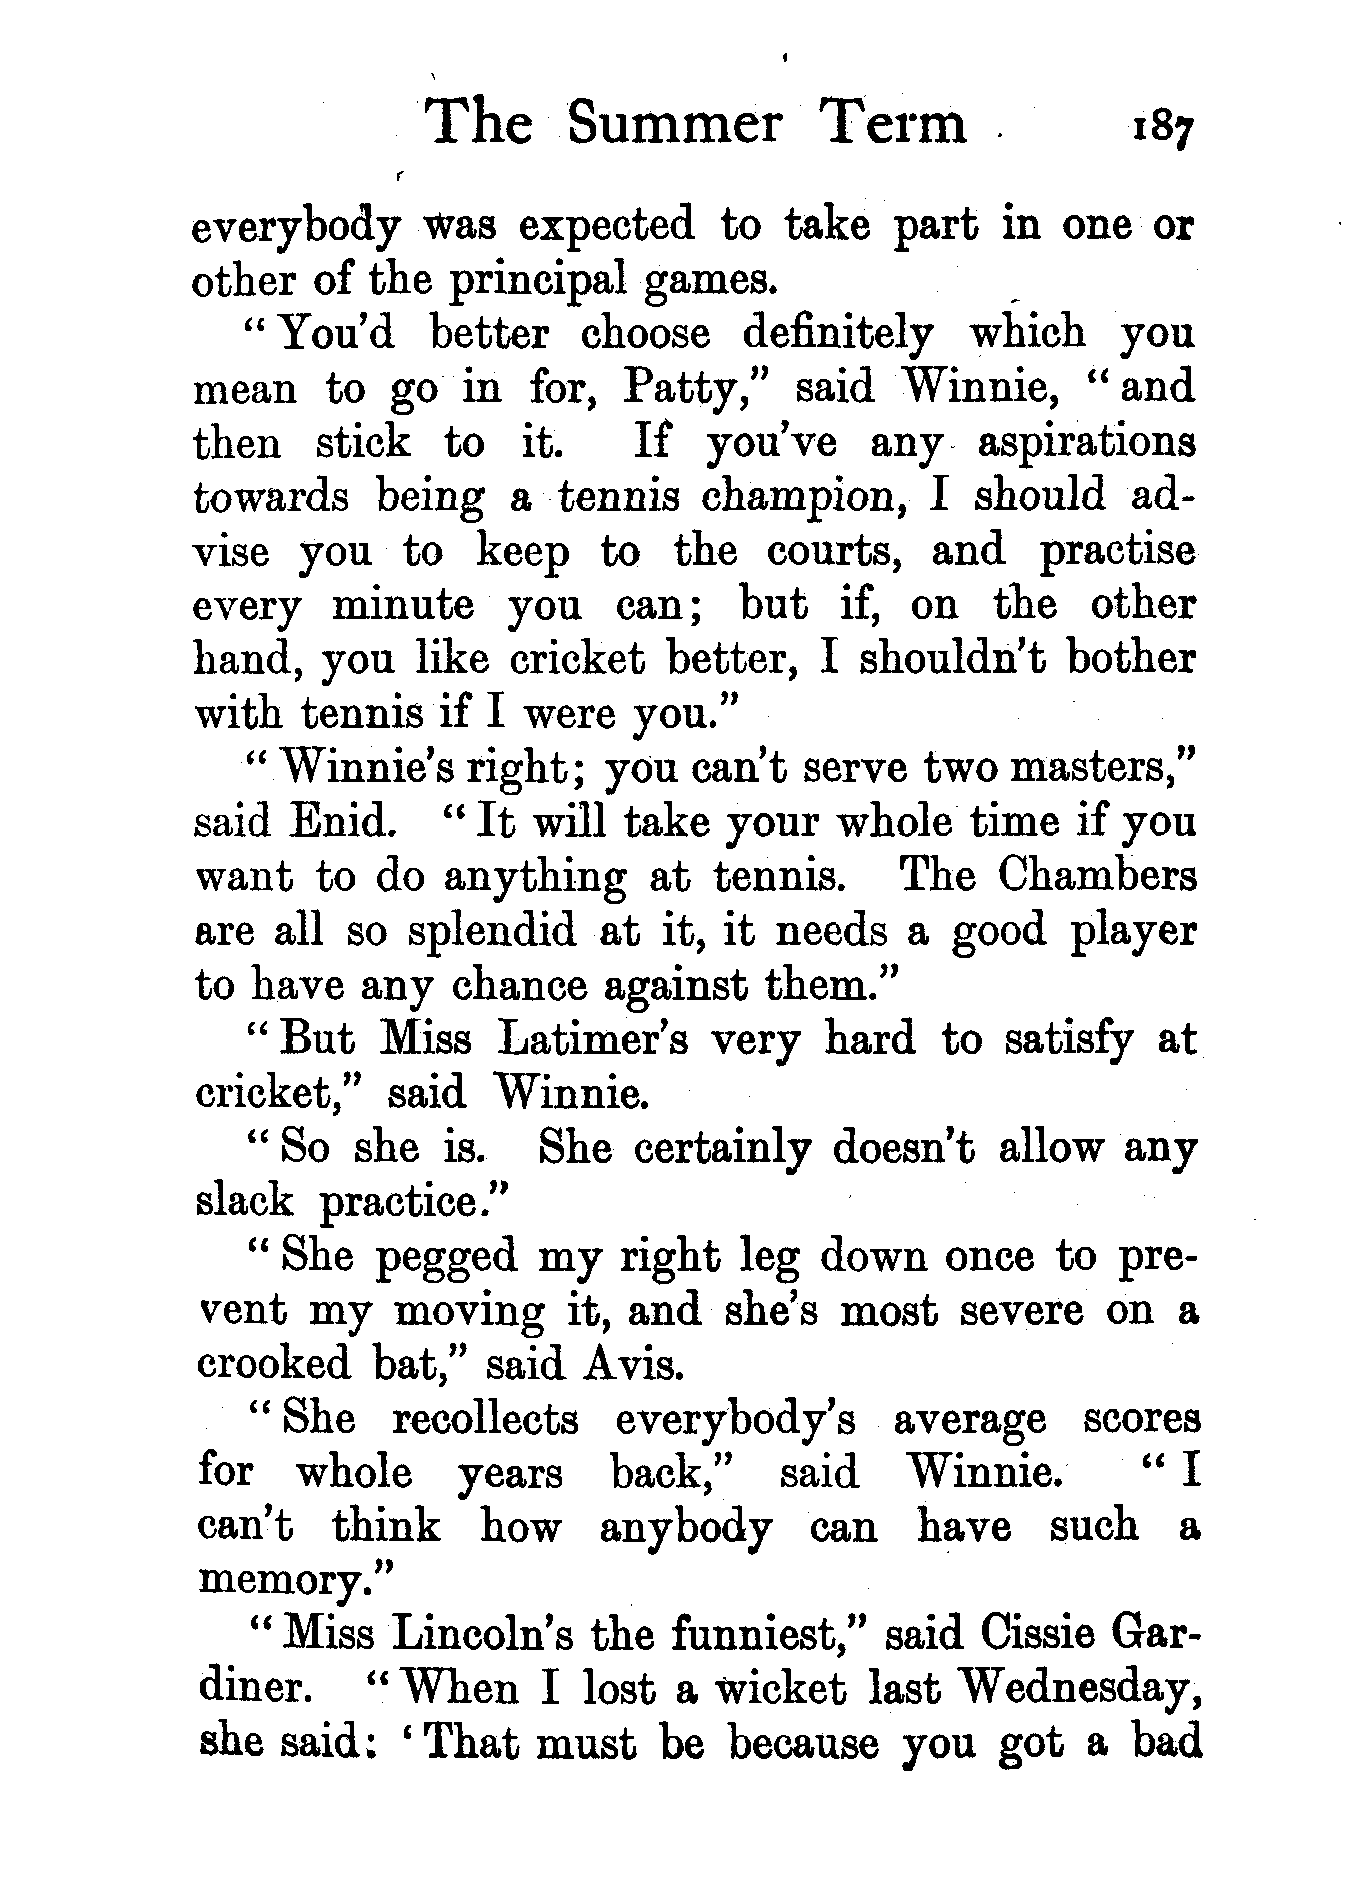 The Summer Term 187
everybody was expected to take part in one or
other of the principal games.
"You'd better choose definitely which you
mean to go in for, Patty," said Winnie, "and
then stick to it. If you've any aspirations
towards being a tennis champion, I should ad-
vise you to keep to the courts, and practise
every minute you can; but if, on the other
hand, you like cricket better, I shouldn't bother
with tennis if I were you."
"Winnie's right; you can't serve two masters,"
said Enid. "It will take your whole time if you
want to do anything at tennis. The Chambers
are all so splendid at it, it needs a good player
to have any chance against them."
"But Miss Latimer's very hard to satisfy at
cricket," said Winnie.
"So she is. She certainly doesn't allow any
slack practice."
"She pegged my right leg down once to pre-
vent my moving it, and she's most severe on a
crooked bat," said Avis.
"She recollects everybody's average scores
for whole years back," said Winnie. "I
can't think how anybody can have such a
memory."
"Miss Lincoln's the funniest," said Cissie Gar-
diner. "When I lost a wicket last Wednesday,
she said: 'That must be because you got a bad